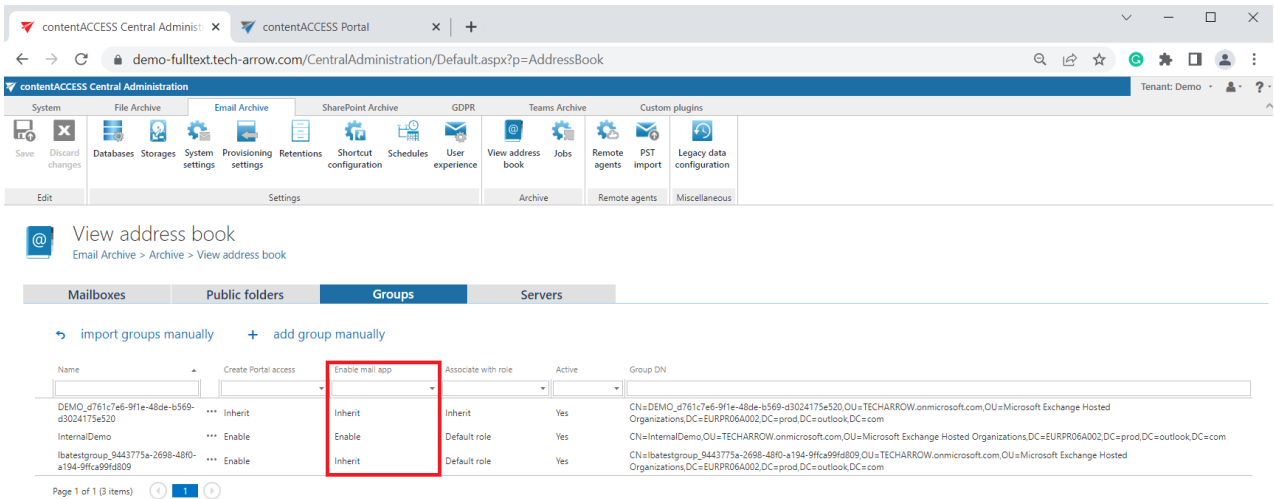 contentACCESS Central Administ
contentACCESS Portal
demo-fulltext.tech-arrow.com/CentralAdministration/Default.aspx?p=AddressBook
contentACCESS Central Administration
Tenant: Demo
System
File Archive
Email Archive
SharePoint Archive
GDPR
Teams Archive
Custom plugins
Save
Discard
changes
Databases
Storages
System
settings
Provisioning
settings
Retentions
Shortcut
configuration
Schedules
User
experience
View address
book
Jobs
Remote
agents
PST
import
Legacy data
configuration
Edit
Settings
Archive
Remote agents
Miscellaneous
View address book
Email Archive > Archive > View address book
Mailboxes
Public folders
Groups
Servers
import groups manually
+ add group manually
Name
Create Portal access
Enable mail app
Associate with role
Active
Group DN
DEMO_d761c7e6-9f1e-48de-b569-
d3024175e520
Inherit
Inherit
Inherit
Yes
CN=DEMO_d761c7e6-9f1e-48de-b569-d3024175e520,OU=TECHARROW.onmicrosoft.com,OU=Microsoft Exchange Hosted
Organizations,DC=EURPR06A002,DC=prod,DC=outlook,DC=com
InternalDemo
Enable
Enable
Default role
Yes
CN=InternalDemo,OU=TECHARROW.onmicrosoft.com,OU=Microsoft Exchange Hosted Organizations,DC=EURPR06A002,DC=prod,DC=outlook,DC=com
lbatestgroup_9443775a-2698-48f0-
a194-9ffca99fd809
Enable
Inherit
Default role
Yes
CN=lbatestgroup_9443775a-2698-48f0-a194-9ffca99fd809,OU=TECHARROW.onmicrosoft.com,OU=Microsoft Exchange Hosted
Organizations,DC=EURPR06A002,DC=prod,DC=outlook,DC=com
Page 1 of 1 (3 items)
1